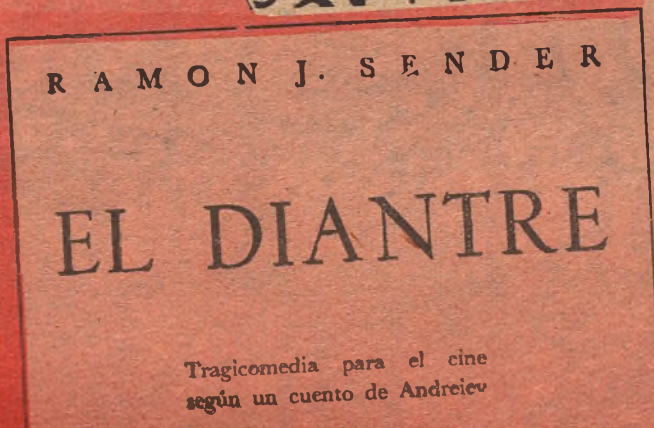 RAMON J. SENDER
EL DIANTRE
Tragicomedia para el cine
según un cuento de Andreiev